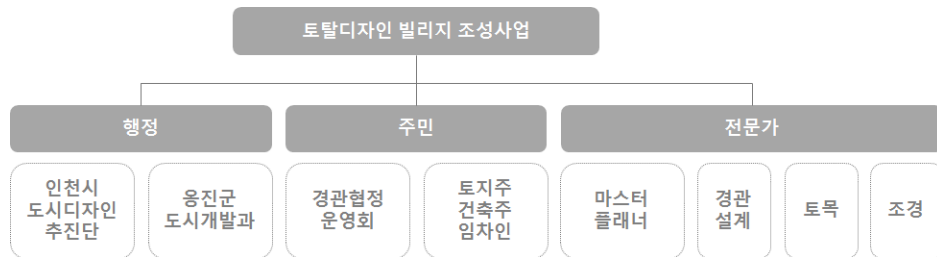 토탈디자인 빌리지 조성사업
행정
주민
전문가
인천시
도시디자인
추진단
옹진군
도시개발과
경관협정
운영회
토지주
건축주
임차인
마스터
플래너
경관
설계
토목
조경